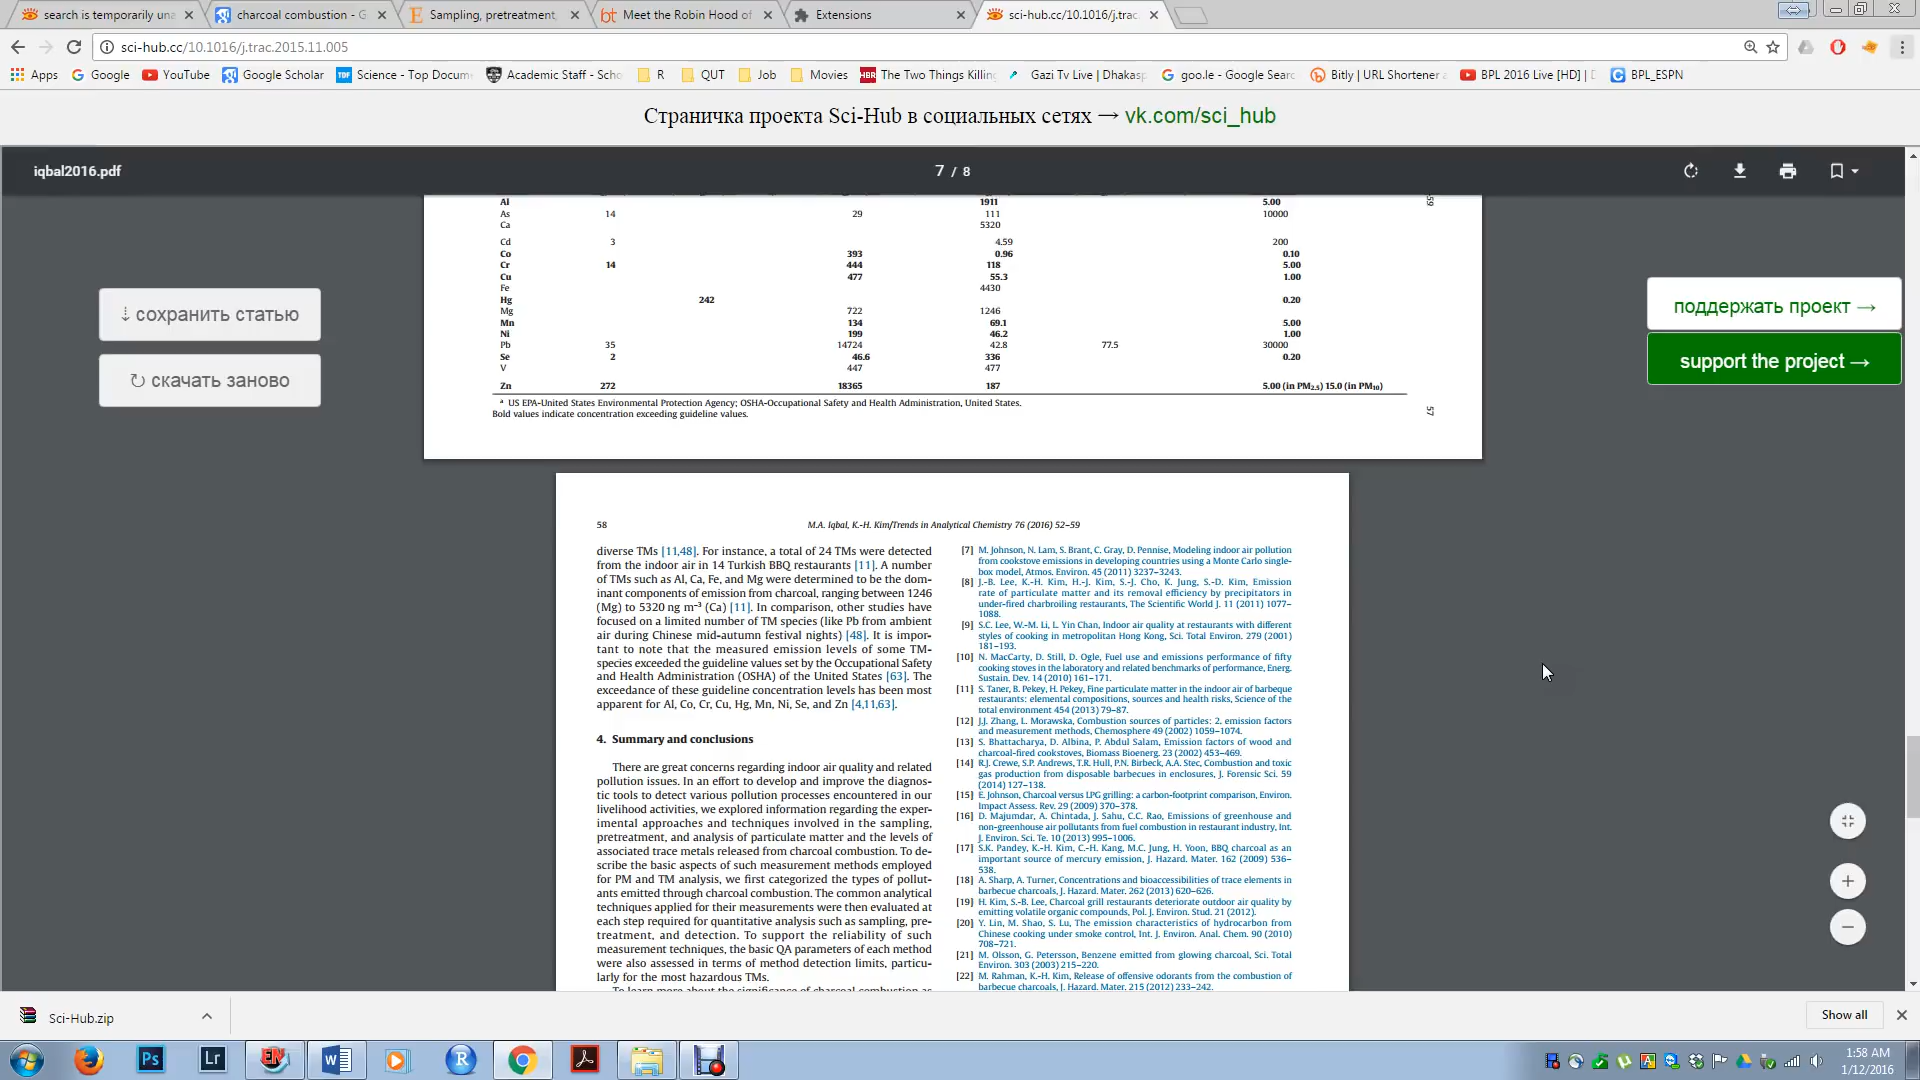 search is temporarily una
charcoal combustion - G
Sampling, pretreatment,
Meet the Robin Hood of
Extensions
sci-hub.cc/10.1016/j.trac.
sci-hub.cc/10.1016/j.trac.2015.11.005
Apps
Google
YouTube
Google Scholar
Science - Top Docum
Academic Staff - Scho
R
QUT
Job
Movies
The Two Things Killing
Gazi Tv Live | Dhakasp
goo.le - Google Searc
Bitly | URL Shortener a
BPL 2016 Live [HD] | D
BPL_ESPN
Страничка проекта Sci-Hub в социальных сетях → vk.com/sci_hub
iqbal2016.pdf
7 / 8
↓ сохранить статью
↻ скачать заново
поддержать проект →
support the project →
Al 1911 5.00
As 14 29 111 10000
Ca 5320
Cd 3 4.59 200
Co 393 0.96 0.10
Cr 14 444 118 5.00
Cu 477 55.3 1.00
Fe 4430
Hg 242 0.20
Mg 722 1246
Mn 134 69.1 5.00
Ni 199 46.2 1.00
Pb 35 14724 42.8 77.5 30000
Se 2 46.6 336 0.20
V 447 477
Zn 272 18365 187 5.00 (in PM2.5) 15.0 (in PM10)
a US EPA-United States Environmental Protection Agency; OSHA-Occupational Safety and Health Administration, United States.
Bold values indicate concentration exceeding guideline values.
57
58
M.A. Iqbal, K.-H. Kim/Trends in Analytical Chemistry 76 (2016) 52–59
diverse TMs [11,48]. For instance, a total of 24 TMs were detected
from the indoor air in 14 Turkish BBQ restaurants [11]. A number
of TMs such as Al, Ca, Fe, and Mg were determined to be the dom-
inant components of emission from charcoal, ranging between 1246
(Mg) to 5320 ng m⁻³ (Ca) [11]. In comparison, other studies have
focused on a limited number of TM species (like Pb from ambient
air during Chinese mid-autumn festival nights) [48]. It is impor-
tant to note that the measured emission levels of some TM-
species exceeded the guideline values set by the Occupational Safety
and Health Administration (OSHA) of the United States [63]. The
exceedance of these guideline concentration levels has been most
apparent for Al, Co, Cr, Cu, Hg, Mn, Ni, Se, and Zn [4,11,63].
4. Summary and conclusions
There are great concerns regarding indoor air quality and related
pollution issues. In an effort to develop and improve the diagnos-
tic tools to detect various pollution processes encountered in our
livelihood activities, we explored information regarding the exper-
imental approaches and techniques involved in the sampling,
pretreatment, and analysis of particulate matter and the levels of
associated trace metals released from charcoal combustion. To de-
scribe the basic aspects of such measurement methods employed
for PM and TM analysis, we first categorized the types of pollut-
ants emitted through charcoal combustion. The common analytical
techniques applied for their measurements were then evaluated at
each step required for quantitative analysis such as sampling, pre-
treatment, and detection. To support the reliability of such
measurement techniques, the basic QA parameters of each method
were also assessed in terms of method detection limits, particu-
larly for the most hazardous TMs.
To learn more about the significance of charcoal combustion as
[7] M. Johnson, N. Lam, S. Brant, C. Gray, D. Pennise, Modeling indoor air pollution
from cookstove emissions in developing countries using a Monte Carlo single-
box model, Atmos. Environ. 45 (2011) 3237–3243.
[8] J.-B. Lee, K.-H. Kim, H.-J. Kim, S.-J. Cho, K. Jung, S.-D. Kim, Emission
rate of particulate matter and its removal efficiency by precipitators in
under-fired charbroiling restaurants, The Scientific World J. 11 (2011) 1077–
1088.
[9] S.C. Lee, W.-M. Li, L. Yin Chan, Indoor air quality at restaurants with different
styles of cooking in metropolitan Hong Kong, Sci. Total Environ. 279 (2001)
181–193.
[10] N. MacCarty, D. Still, D. Ogle, Fuel use and emissions performance of fifty
cooking stoves in the laboratory and related benchmarks of performance, Energ.
Sustain. Dev. 14 (2010) 161–171.
[11] S. Taner, B. Pekey, H. Pekey, Fine particulate matter in the indoor air of barbeque
restaurants: elemental compositions, sources and health risks, Science of the
total environment 454 (2013) 79–87.
[12] J.J. Zhang, L. Morawska, Combustion sources of particles: 2. emission factors
and measurement methods, Chemosphere 49 (2002) 1059–1074.
[13] S. Bhattacharya, D. Albina, P. Abdul Salam, Emission factors of wood and
charcoal-fired cookstoves, Biomass Bioenerg. 23 (2002) 453–469.
[14] R.J. Crewe, S.P. Andrews, T.R. Hull, P.N. Birbeck, A.A. Stec, Combustion and toxic
gas production from disposable barbecues in enclosures, J. Forensic Sci. 59
(2014) 127–138.
[15] E. Johnson, Charcoal versus LPG grilling: a carbon-footprint comparison, Environ.
Impact Assess. Rev. 29 (2009) 370–378.
[16] D. Majumdar, A. Chintada, J. Sahu, C.C. Rao, Emissions of greenhouse and
non-greenhouse air pollutants from fuel combustion in restaurant industry, Int.
J. Environ. Sci. Te. 10 (2013) 995–1006.
[17] S.K. Pandey, K.-H. Kim, C.-H. Kang, M.C. Jung, H. Yoon, BBQ charcoal as an
important source of mercury emission, J. Hazard. Mater. 162 (2009) 536–
538.
[18] A. Sharp, A. Turner, Concentrations and bioaccessibilities of trace elements in
barbecue charcoals, J. Hazard. Mater. 262 (2013) 620–626.
[19] H. Kim, S.-B. Lee, Charcoal grill restaurants deteriorate outdoor air quality by
emitting volatile organic compounds, Pol. J. Environ. Stud. 21 (2012).
[20] Y. Lin, M. Shao, S. Lu, The emission characteristics of hydrocarbon from
Chinese cooking under smoke control, Int. J. Environ. Anal. Chem. 90 (2010)
708–721.
[21] M. Olsson, G. Petersson, Benzene emitted from glowing charcoal, Sci. Total
Environ. 303 (2003) 215–220.
[22] M. Rahman, K.-H. Kim, Release of offensive odorants from the combustion of
barbecue charcoals, J. Hazard. Mater. 215 (2012) 233–242.
Sci-Hub.zip
Show all
1:58 AM
1/12/2016